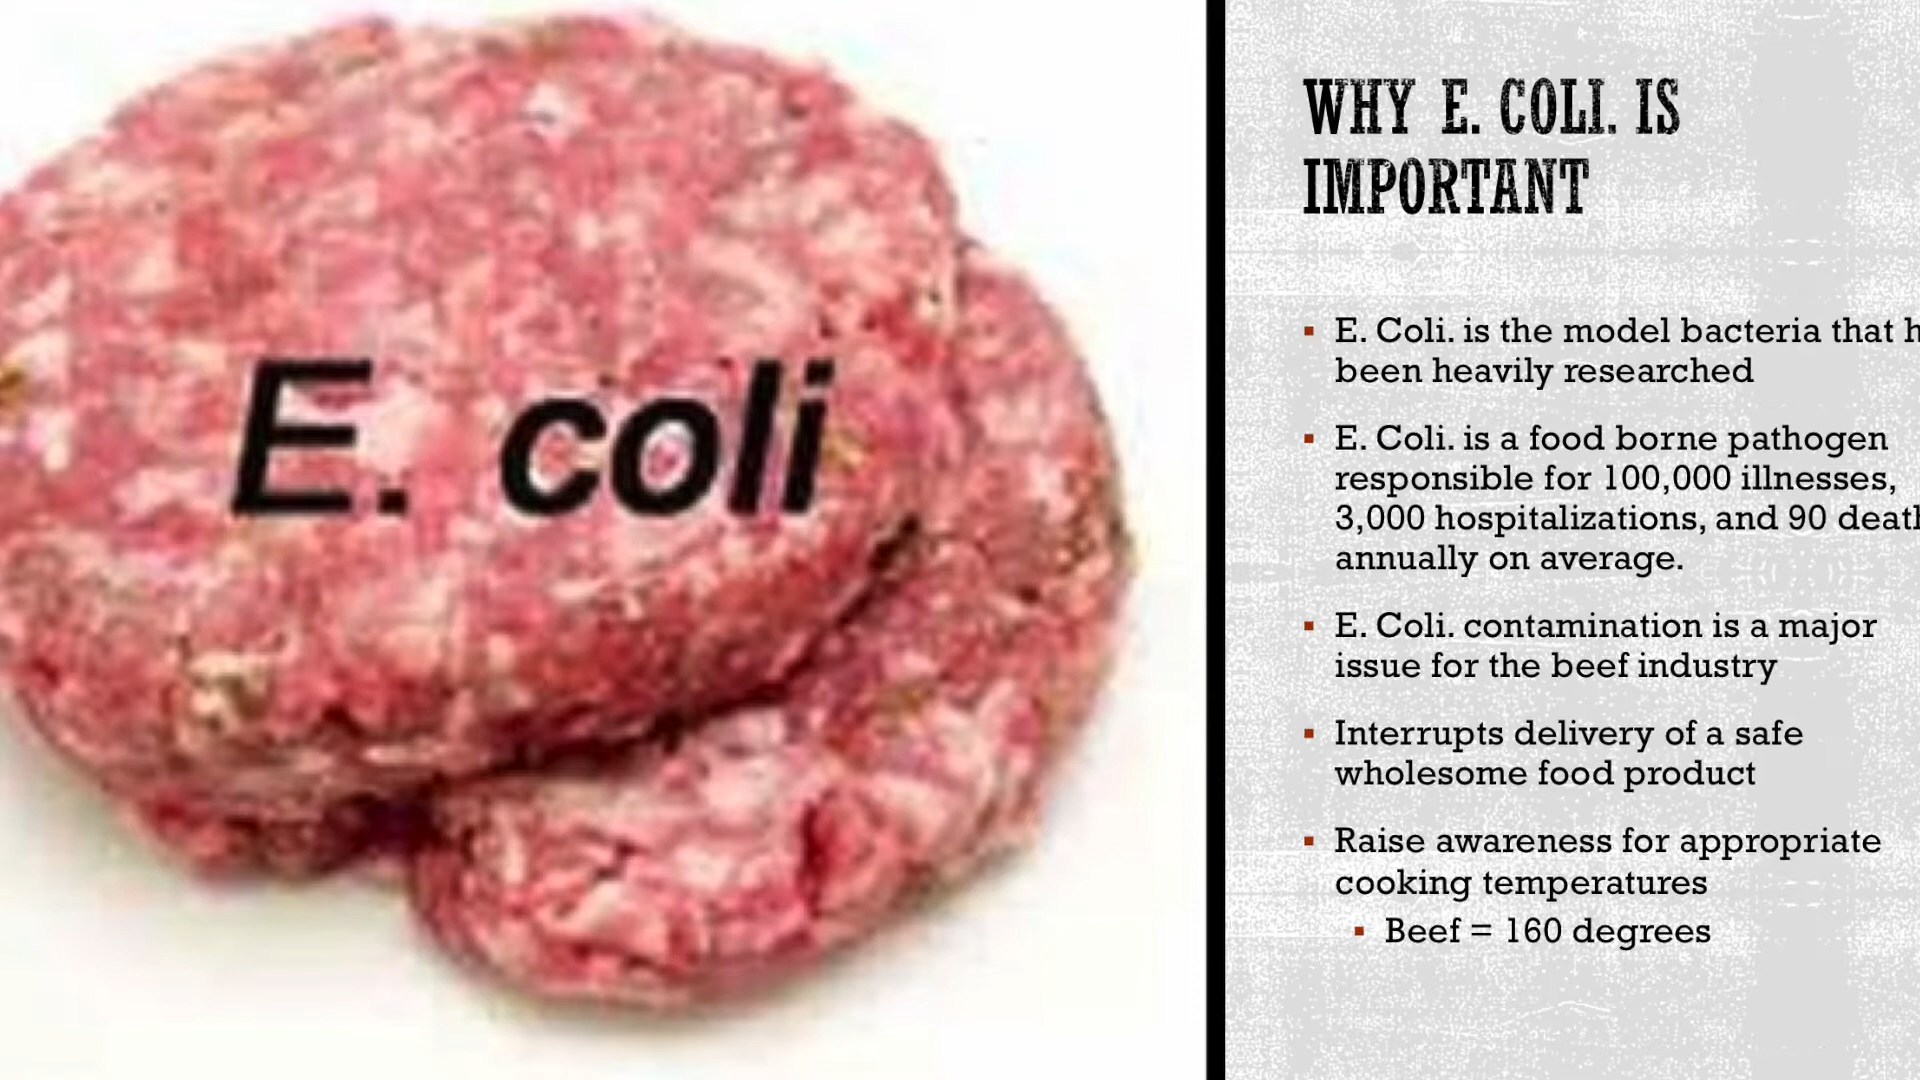 E. coli
WHY E. COLI. IS
IMPORTANT
▪ E. Coli. is the model bacteria that
been heavily researched
▪ E. Coli. is a food borne pathogen
responsible for 100,000 illnesses,
3,000 hospitalizations, and 90
annually on average.
▪ E. Coli. contamination is a major
issue for the beef industry
▪ Interrupts delivery of a safe
wholesome food product
▪ Raise awareness for appropriate
cooking temperatures
▪ Beef = 160 degrees